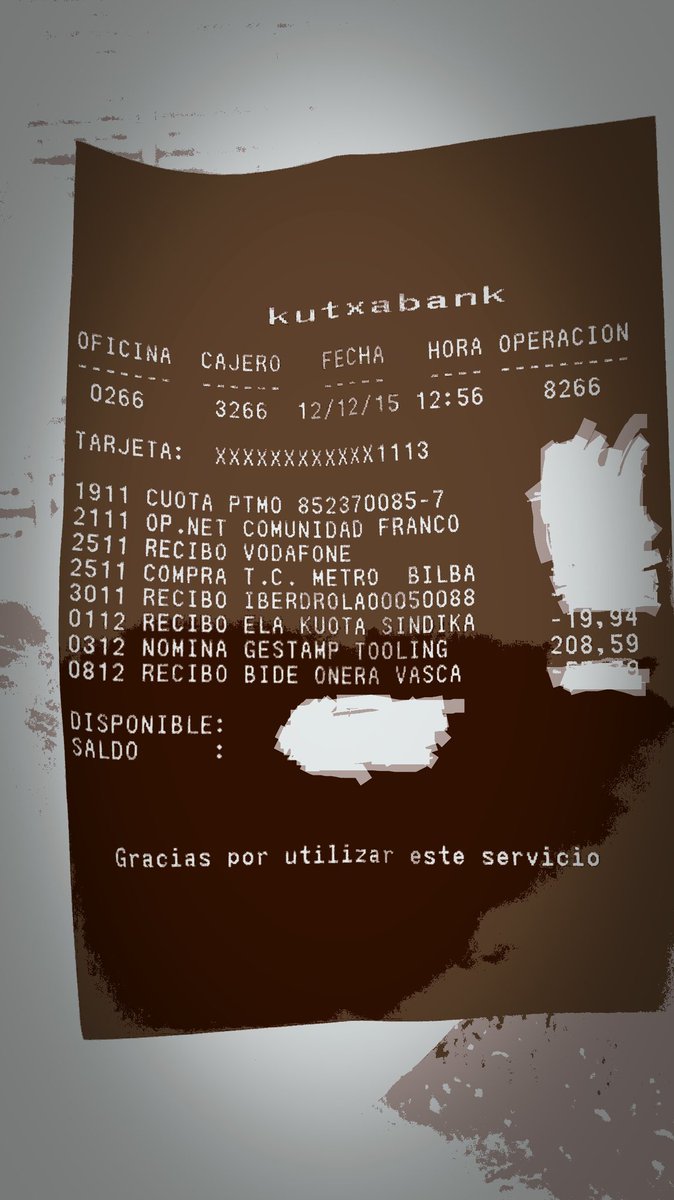 kutxabank
OFICINA CAJERO FECHA HORA OPERACION
------- ------ ----- ---- ---------
0266 3266 12/12/15 12:56 8266
TARJETA: XXXXXXXXXXXX1113
1911 CUOTA PTMO 852370085-7
2111 OP.NET COMUNIDAD FRANCO
2511 RECIBO VODAFONE
2511 COMPRA T.C. METRO BILBA
3011 RECIBO IBERDROLA00050088
0112 RECIBO ELA KUOTA SINDIKA -19,94
0312 NOMINA GESTAMP TOOLING 208,59
0812 RECIBO BIDE ONERA VASCA
DISPONIBLE:
SALDO :
Gracias por utilizar este servicio